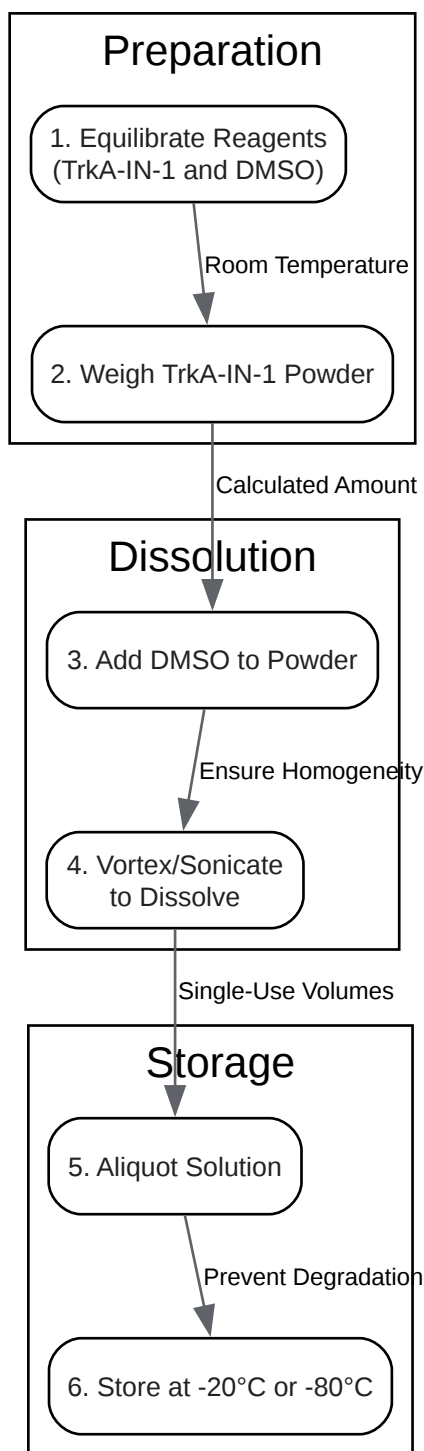 Preparation
1. Equilibrate Reagents
(TrkA-IN-1 and DMSO)
Room Temperature
2. Weigh TrkA-IN-1 Powder
Calculated Amount
Dissolution
3. Add DMSO to Powder
Ensure Homogeneity
4. Vortex/Sonicate
to Dissolve
Single-Use Volumes
Storage
5. Aliquot Solution
Prevent Degradation
6. Store at -20°C or -80°C